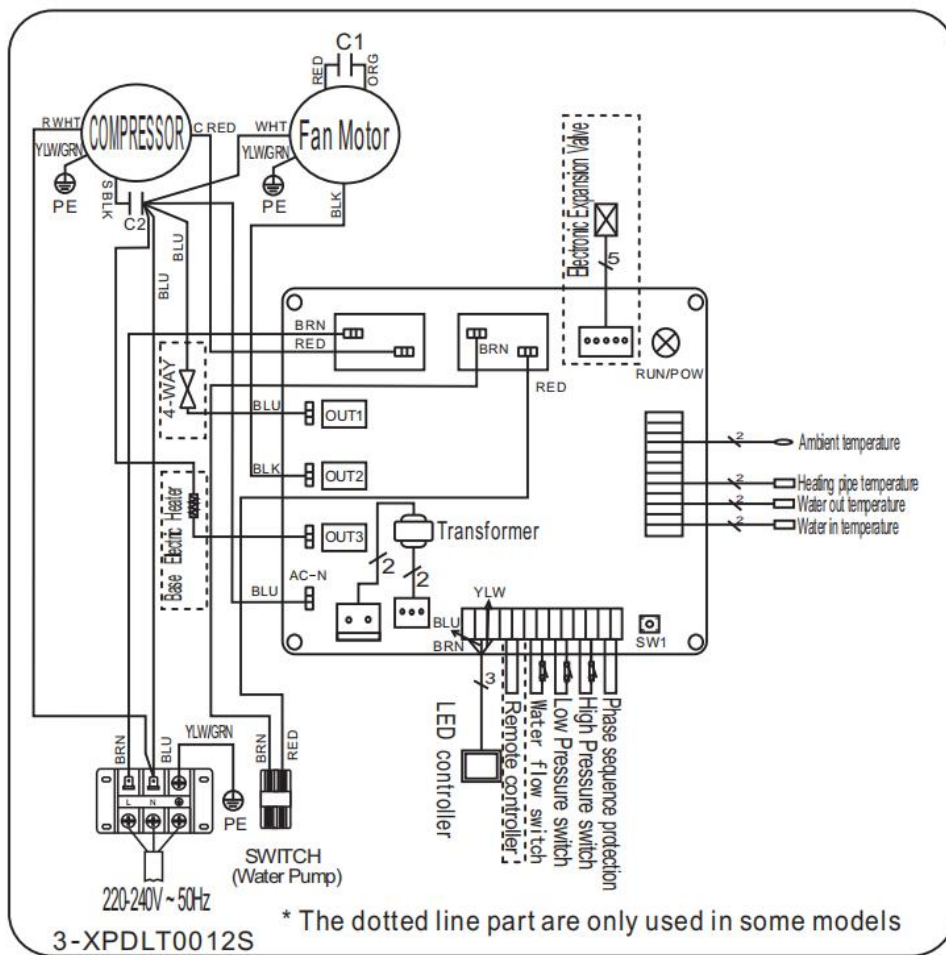 C1
RED
ORG
COMPRESSOR
Fan Motor
R WHT
C RED
WHT
YLW/GRN
YLW/GRN
PE
PE
S BLK
C2
BLU
BLU
BLK
Electronic Expansion Valve
5
BRN
RED
BRN
RED
RUN/POW
4-WAY
BLU
OUT1
BLK
OUT2
Base Electric Heater
OUT3
Transformer
2
2
AC-N
BLU
2
Ambient temperature
2
Heating pipe temperature
2
Water out temperature
2
Water in temperature
YLW
BLU
BRN
SW1
3
LED controller
Remote controller
Water flow switch
Low Pressure switch
High Pressure switch
Phase sequence protection
BRN
BLU
YLW/GRN
BRN
RED
L
N
PE
SWITCH
(Water Pump)
220-240V ~ 50Hz
* The dotted line part are only used in some models
3-XPDLT0012S